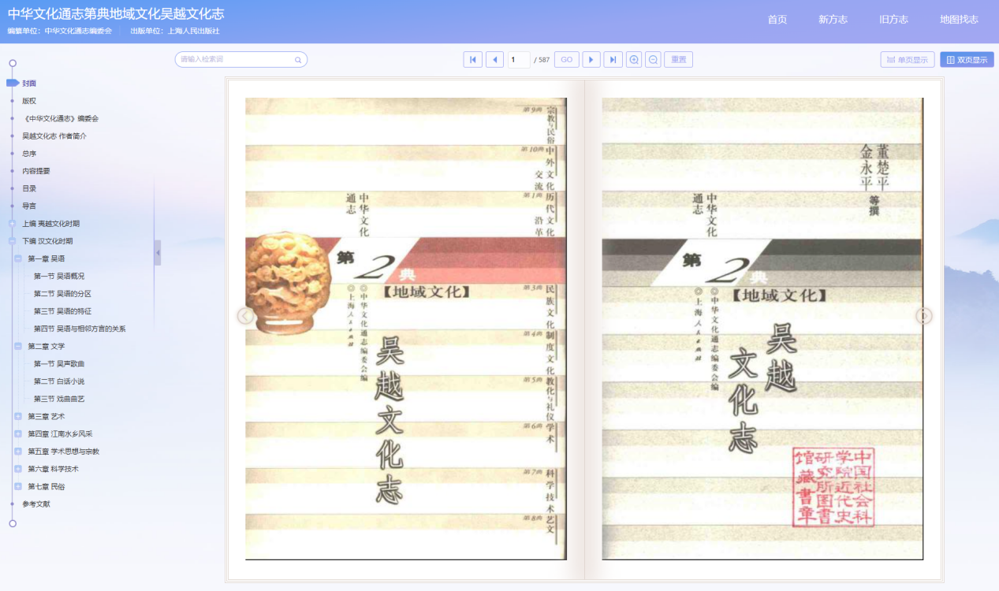 中华文化通志第典地域文化吴越文化志
编纂单位：中华文化通志编委会 出版单位：上海人民出版社
首页 新方志 旧方志 地图找志
请输入检索词
1 / 587 GO 重置
单页显示 双页显示
封面
版权
《中华文化通志》编委会
吴越文化志 作者简介
总序
内容提要
目录
导言
上编 夷越文化时期
下编 汉文化时期
第一章 吴语
第一节 吴语概况
第二节 吴语的分区
第三节 吴语的特征
第四节 吴语与相邻方言的关系
第二章 文学
第一节 吴声歌曲
第二节 白话小说
第三节 戏曲曲艺
第三章 艺术
第四章 江南水乡风采
第五章 学术思想与宗教
第六章 科学技术
第七章 民俗
参考文献
第9典 宗教与民俗
第10典 中外文化交流
第1典 历代文化沿革
中华文化通志
第2典
【地域文化】
第3典 民族文化
第4典 制度文化
第5典 教化与礼仪
第6典 学术
第7典 科学技术
第8典 艺文
◎中华文化通志编委会编
◎上海人民出版社
吴越文化志
董楚平
金永平
等撰
中华文化通志
第2典
【地域文化】
◎中华文化通志编委会编
◎上海人民出版社
吴越
文化志
中国社会科
学院近代史
研究所图書
馆藏書章